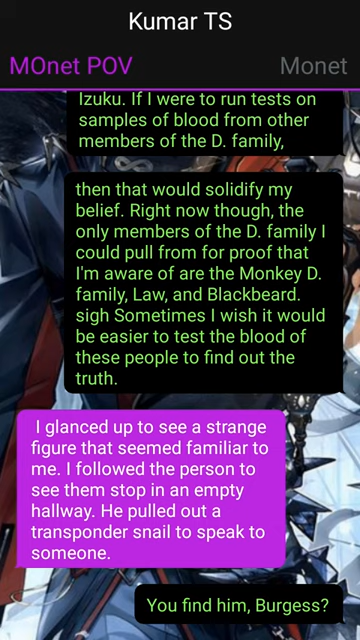 Kumar TS
MOnet POV
Monet
Izuku. If I were to run tests on
samples of blood from other
members of the D. family,
then that would solidify my
belief. Right now though, the
only members of the D. family I
could pull from for proof that
I'm aware of are the Monkey D.
family, Law, and Blackbeard.
sigh Sometimes I wish it would
be easier to test the blood of
these people to find out the
truth.
I glanced up to see a strange
figure that seemed familiar to
me. I followed the person to
see them stop in an empty
hallway. He pulled out a
transponder snail to speak to
someone.
You find him, Burgess?